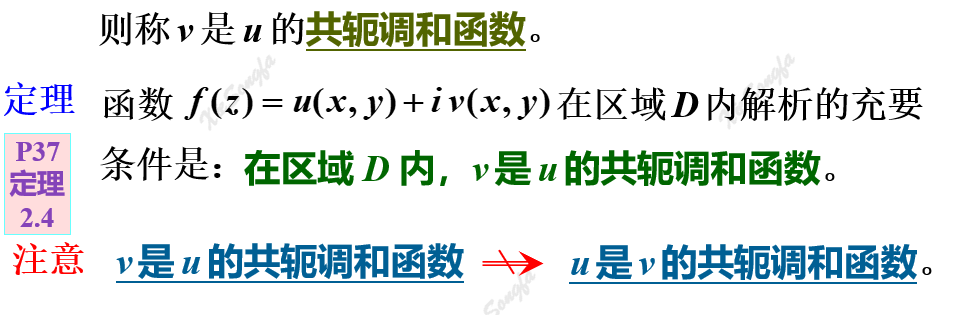 则称 v 是 u 的共轭调和函数。
定理 函数 f(z) = u(x, y) + i v(x, y) 在区域 D 内解析的充要
P37 定理 2.4
条件是：在区域 D 内，v是 u 的共轭调和函数。
注意 v是 u 的共轭调和函数 ⇏ u 是 v 的共轭调和函数。